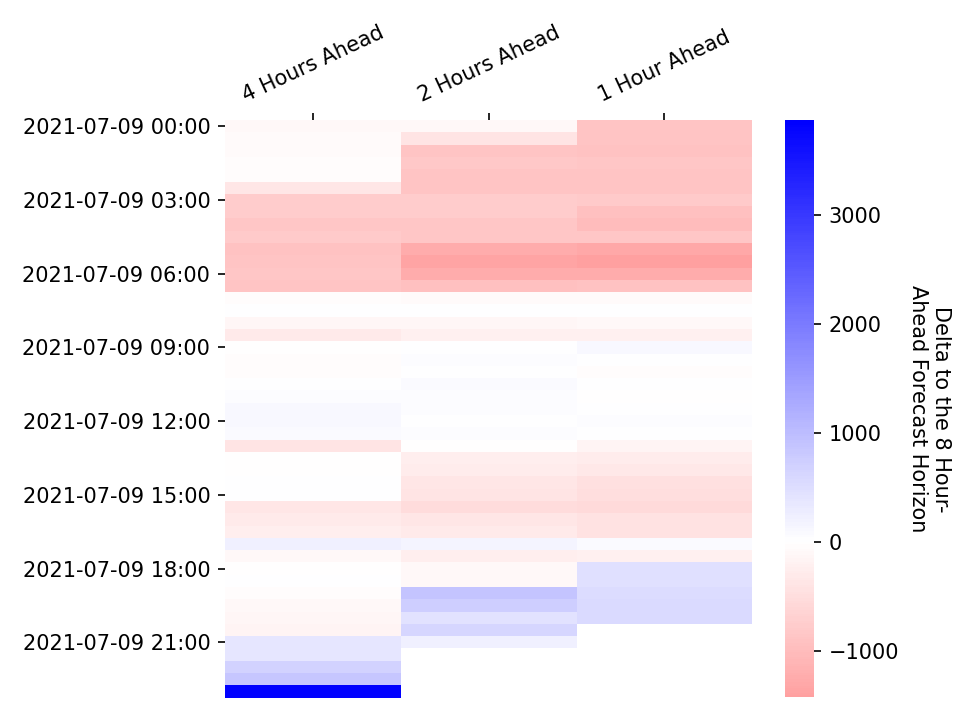 4 Hours Ahead
2 Hours Ahead
1 Hour Ahead
2021-07-09 00:00
2021-07-09 03:00
2021-07-09 06:00
2021-07-09 09:00
2021-07-09 12:00
2021-07-09 15:00
2021-07-09 18:00
2021-07-09 21:00
3000
2000
1000
0
−1000
Delta to the 8 Hour-
Ahead Forecast Horizon